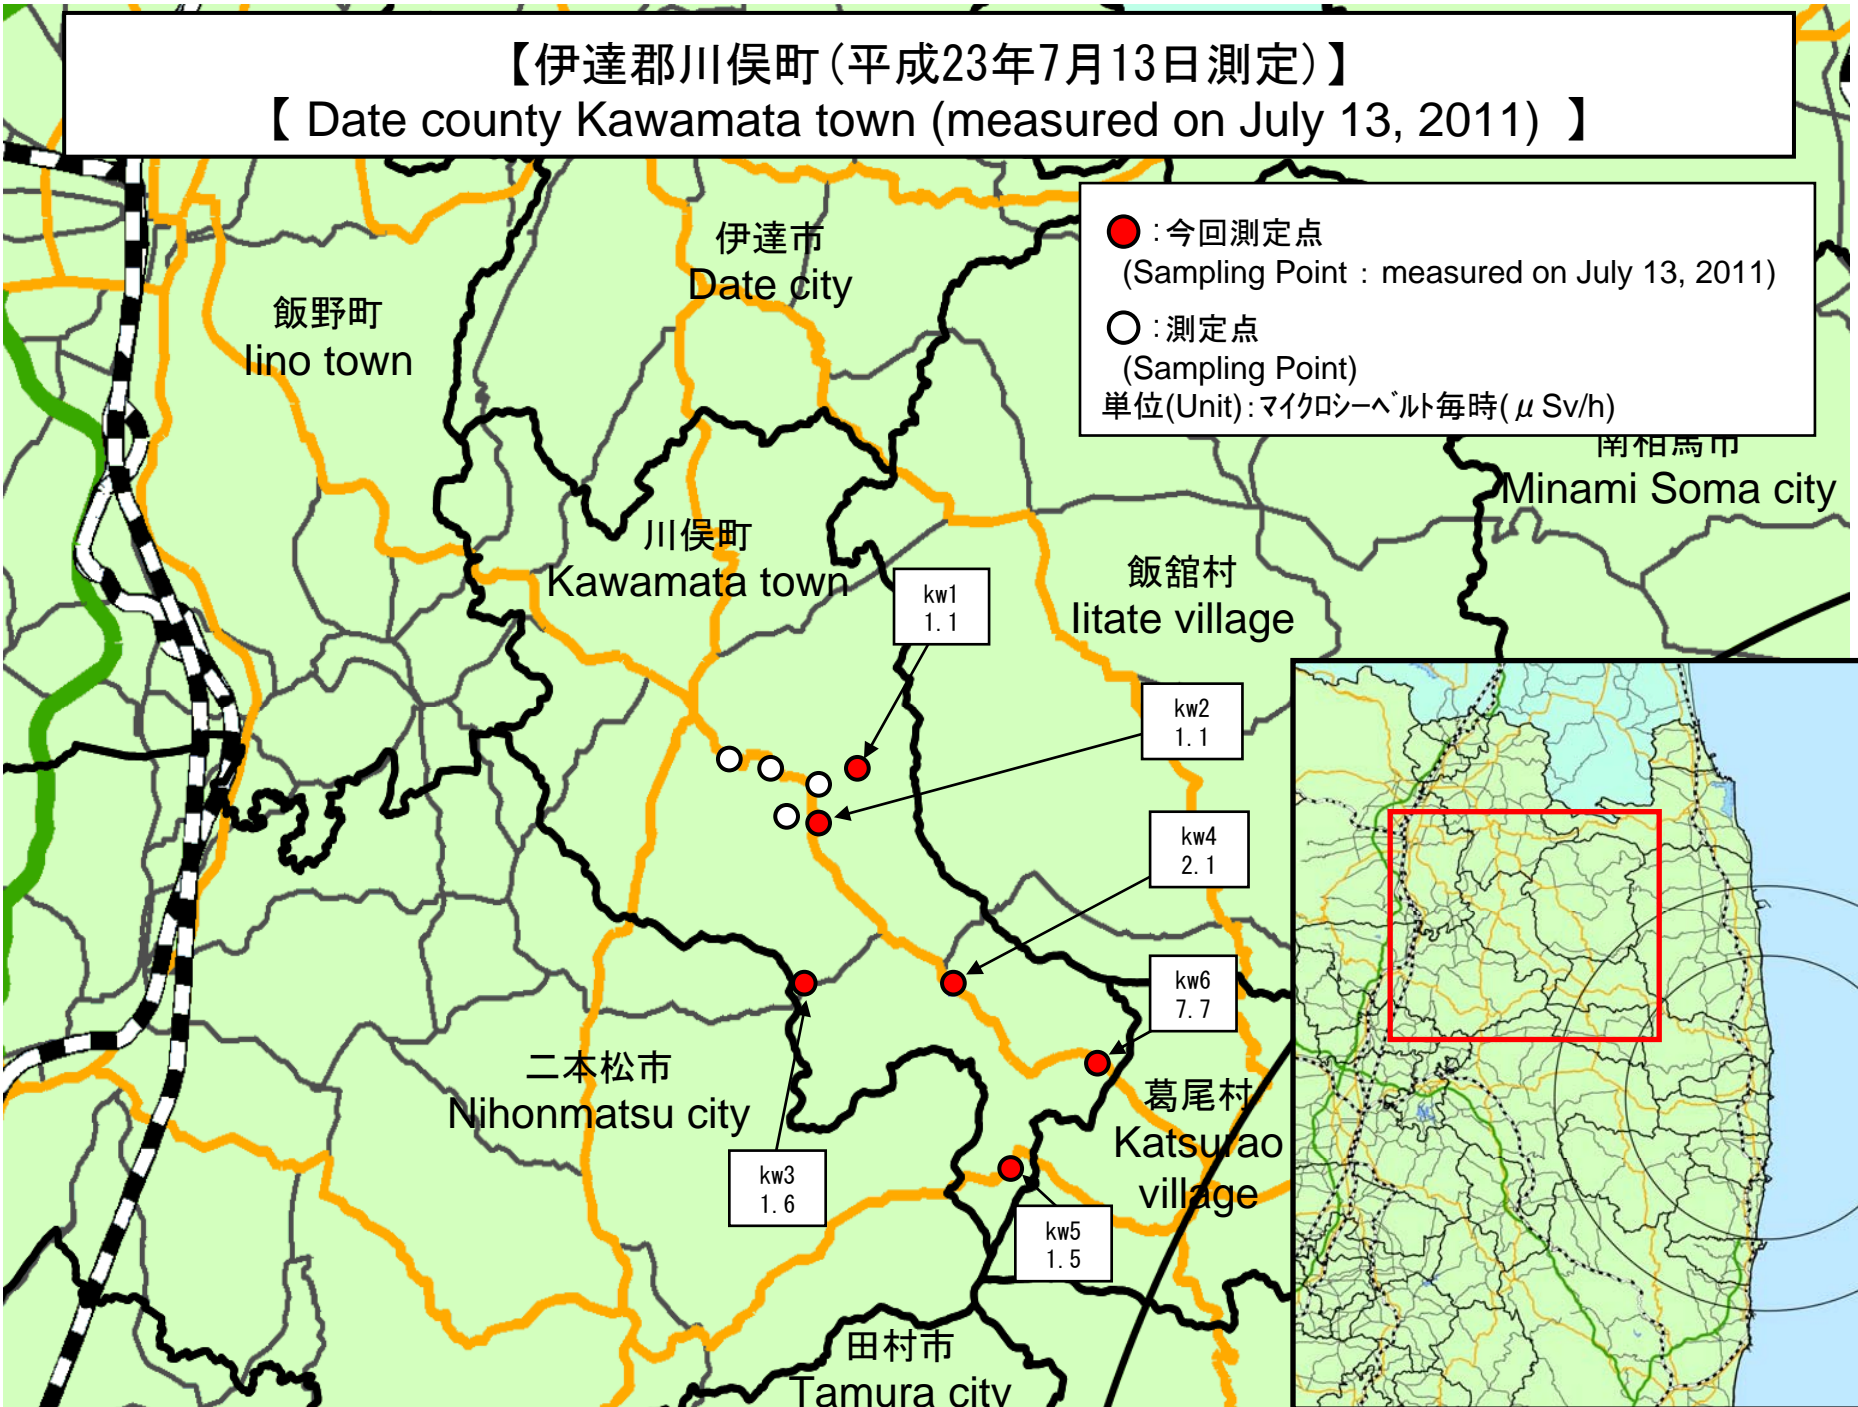 【伊達郡川俣町(平成23年7月13日測定)】
【 Date county Kawamata town (measured on July 13, 2011) 】
●:今回測定点
(Sampling Point : measured on July 13, 2011)
○:測定点
(Sampling Point)
単位(Unit):マイクロシーベルト毎時(μSv/h)
伊達市
Date city
飯野町
Iino town
南相馬市
Minami Soma city
川俣町
Kawamata town
飯舘村
Iitate village
kw1
1.1
kw2
1.1
kw4
2.1
kw6
7.7
二本松市
Nihonmatsu city
葛尾村
Katsurao
village
kw3
1.6
kw5
1.5
田村市
Tamura city